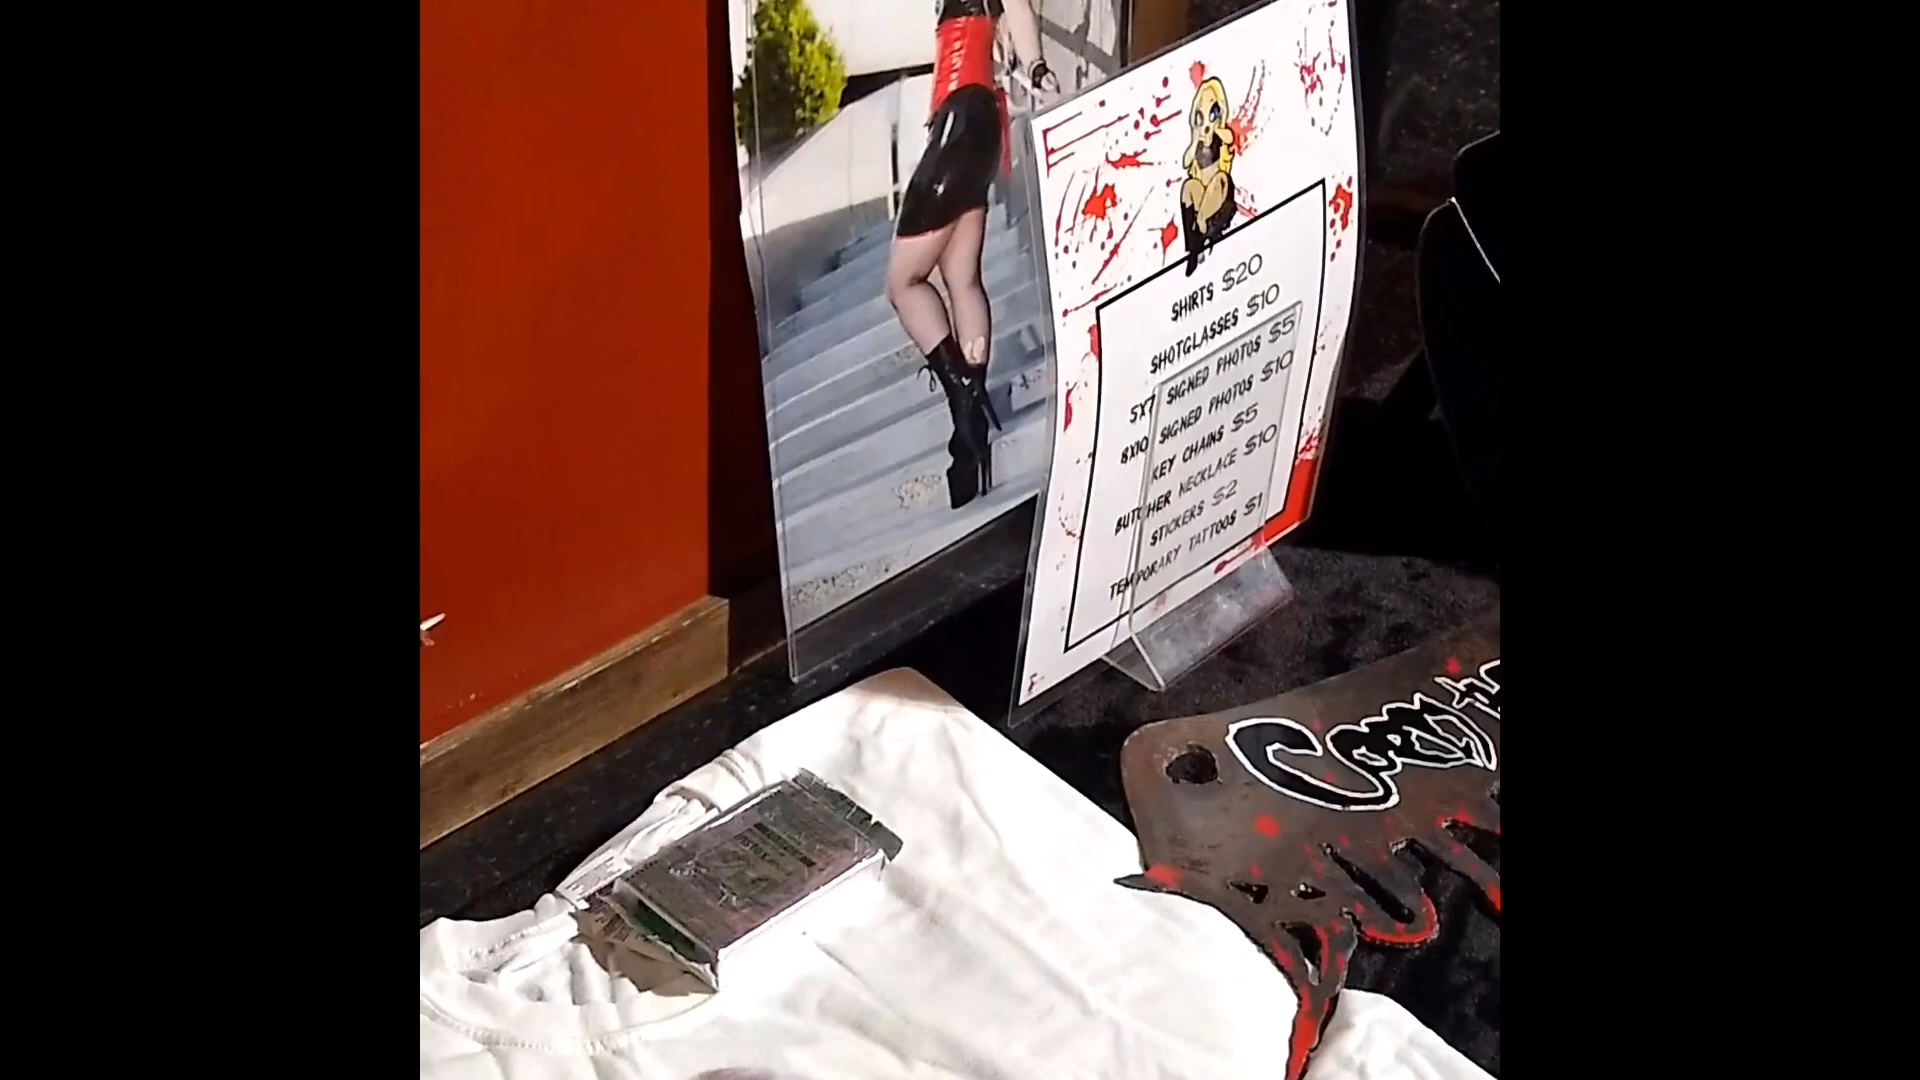 SHIRTS $20
SHOTGLASSES $10
5X7 SIGNED PHOTOS $5
8X10 SIGNED PHOTOS $10
KEY CHAINS $5
BUTCHER NECKLACE $10
STICKERS $2
TEMPORARY TATTOOS $1